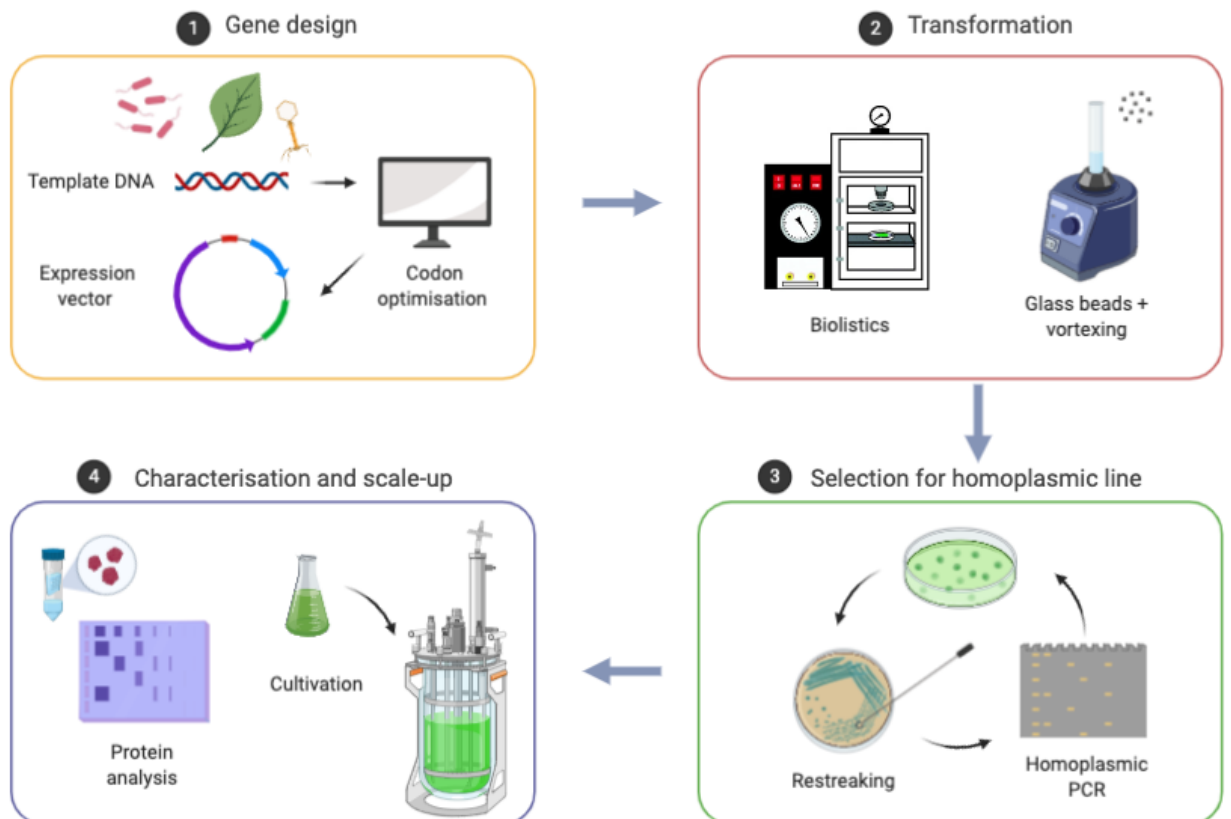 1 Gene design
Template DNA
Expression
vector
Codon
optimisation
2 Transformation
Biolistics
Glass beads +
vortexing
3 Selection for homoplasmic line
Restreaking
Homoplasmic
PCR
4 Characterisation and scale-up
Protein
analysis
Cultivation